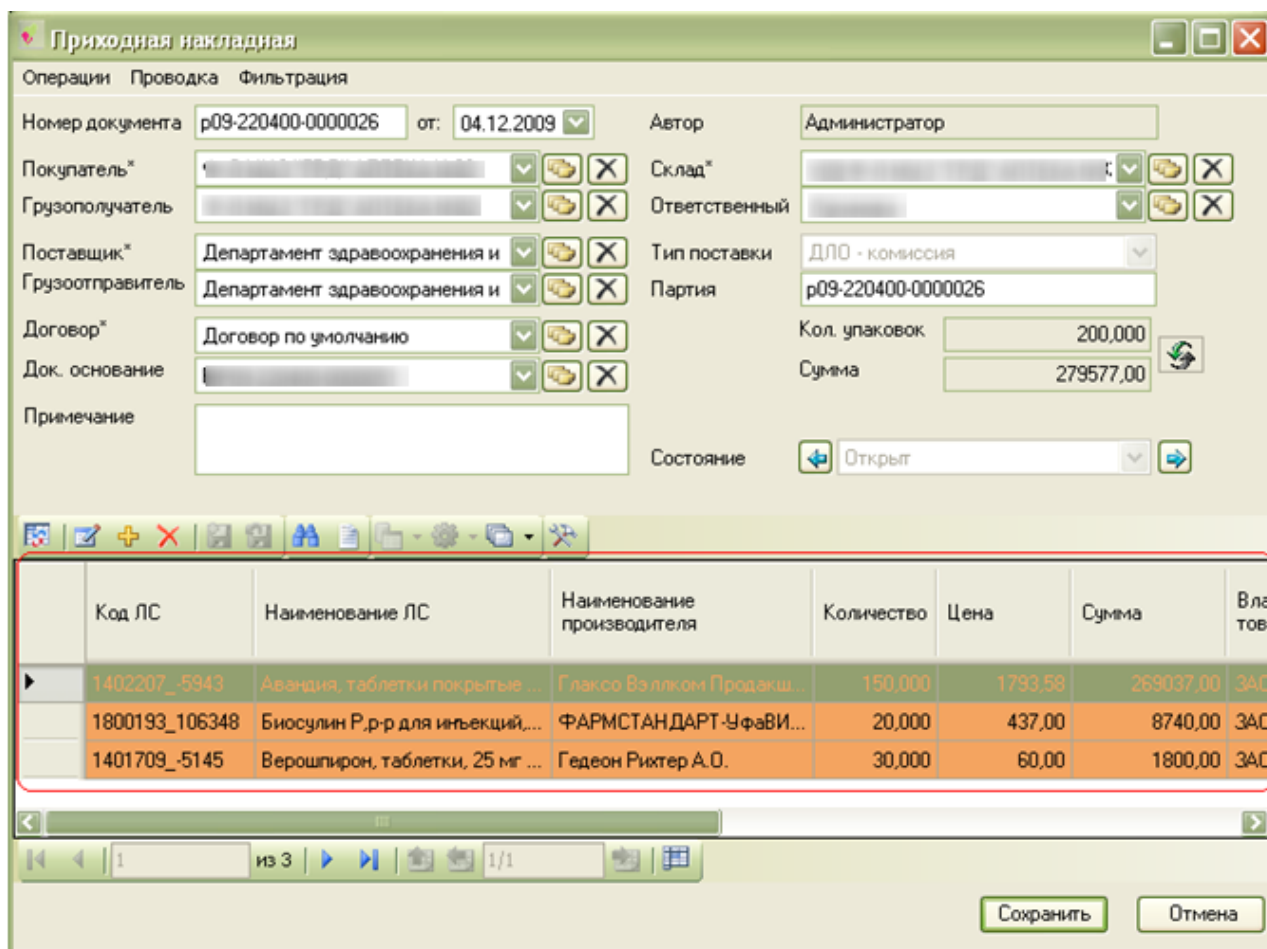 Приходная накладная
Операции Проводка Фильтрация
Номер документа p09-220400-0000026 от: 04.12.2009 Автор Администратор
Покупатель* Склад*
Грузополучатель Ответственный
Поставщик* Департамент здравоохранения и Тип поставки ДЛО - комиссия
Грузоотправитель Департамент здравоохранения и Партия p09-220400-0000026
Договор* Договор по умолчанию Кол. упаковок 200,000
Док. основание Сумма 279577,00
Примечание
Состояние Открыт
Код ЛС Наименование ЛС Наименование производителя Количество Цена Сумма Вла тов
1402207_-5943 Авандия, таблетки покрытые ... Глаксо Вэллком Продакш... 150,000 1793,58 269037,00 ЗАО
1800193_106348 Биосулин Р,р-р для инъекций,... ФАРМСТАНДАРТ-УфаВИ... 20,000 437,00 8740,00 ЗАО
1401709_-5145 Верошпирон, таблетки, 25 мг ... Гедеон Рихтер А.О. 30,000 60,00 1800,00 ЗАО
1 из 3 1/1
Сохранить Отмена